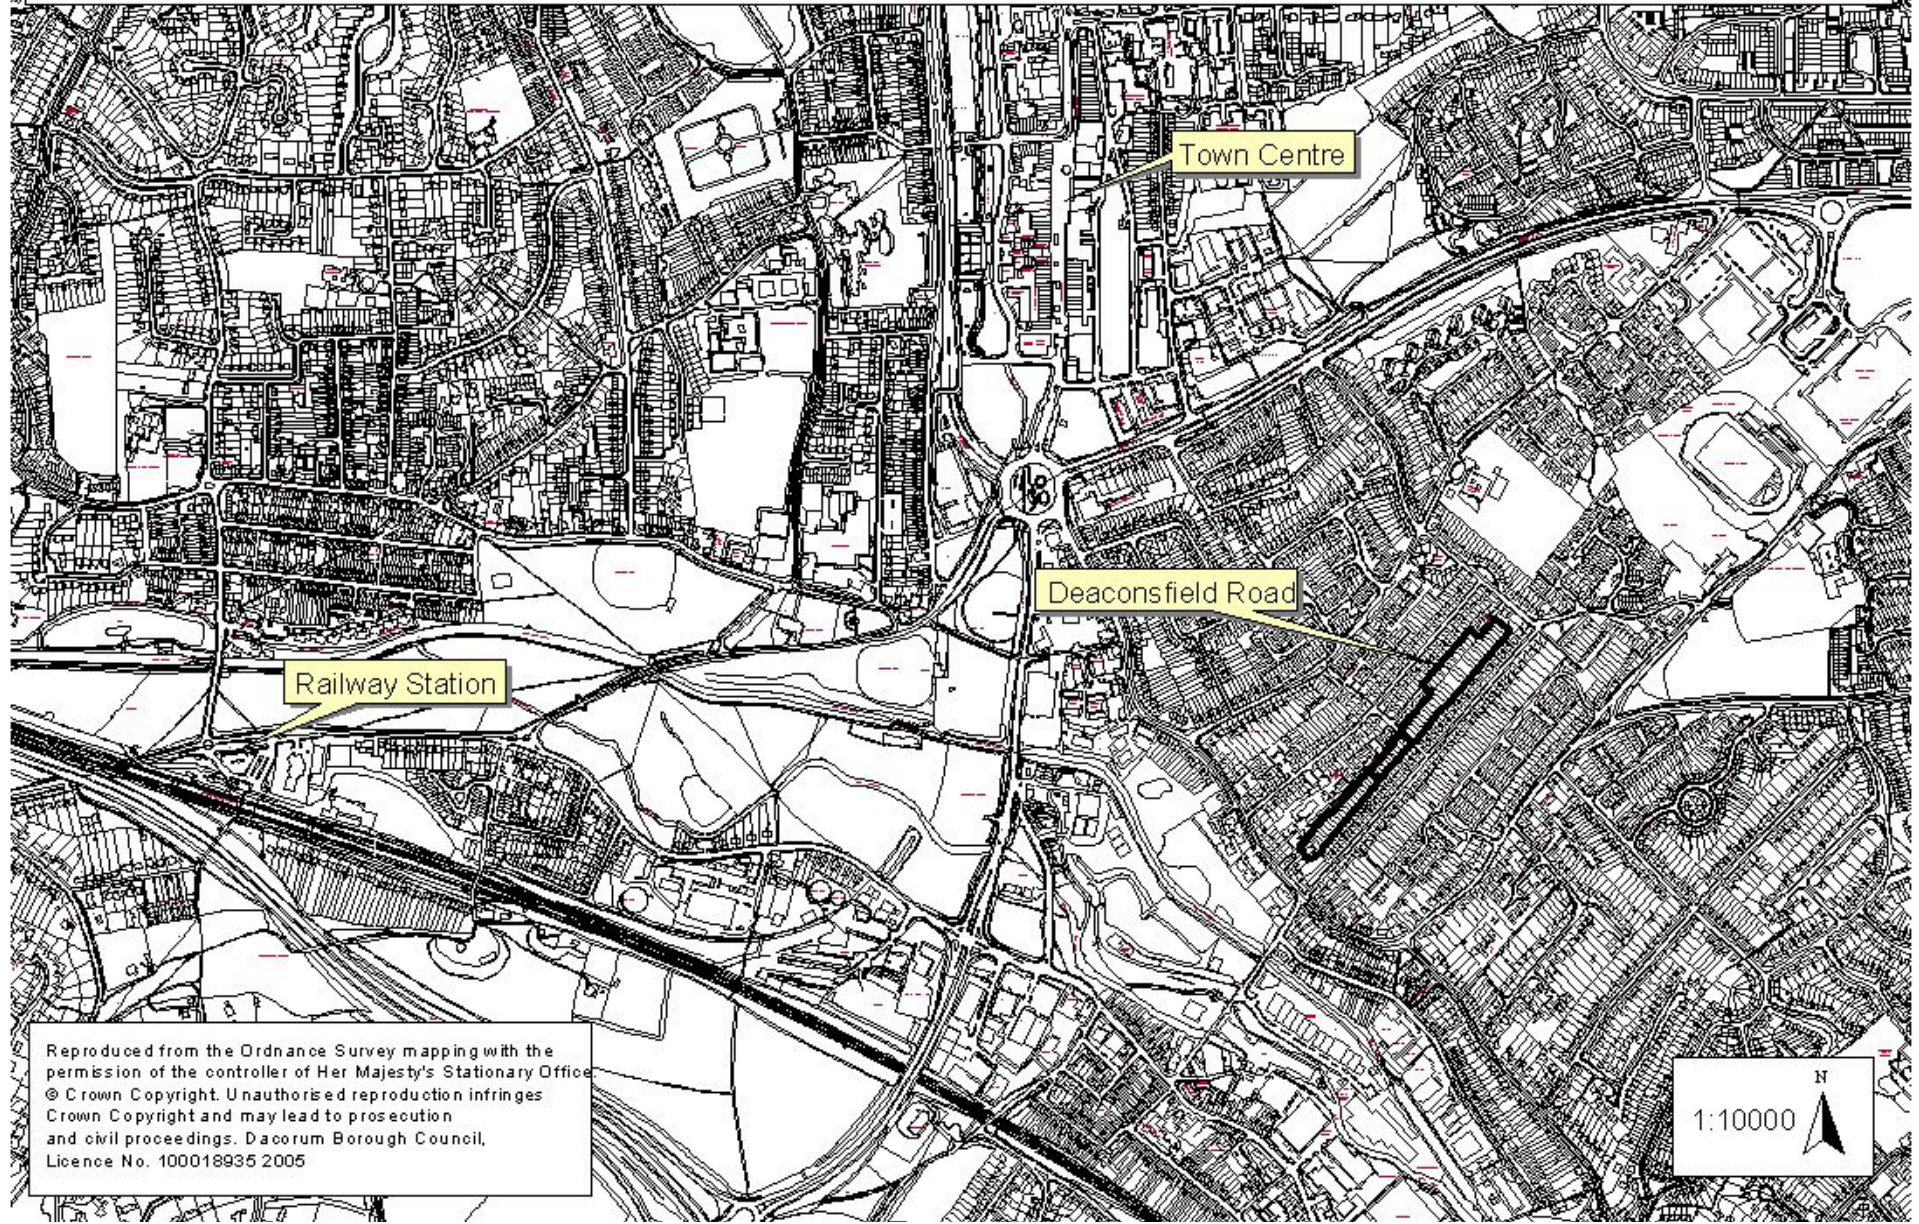 Town Centre
Deaconsfield Road
Railway Station
Reproduced from the Ordnance Survey mapping with the
permission of the controller of Her Majesty's Stationary Office
© Crown Copyright. Unauthorised reproduction infringes
Crown Copyright and may lead to prosecution
and civil proceedings. Dacorum Borough Council,
Licence No. 100018935 2005
N
1:10000